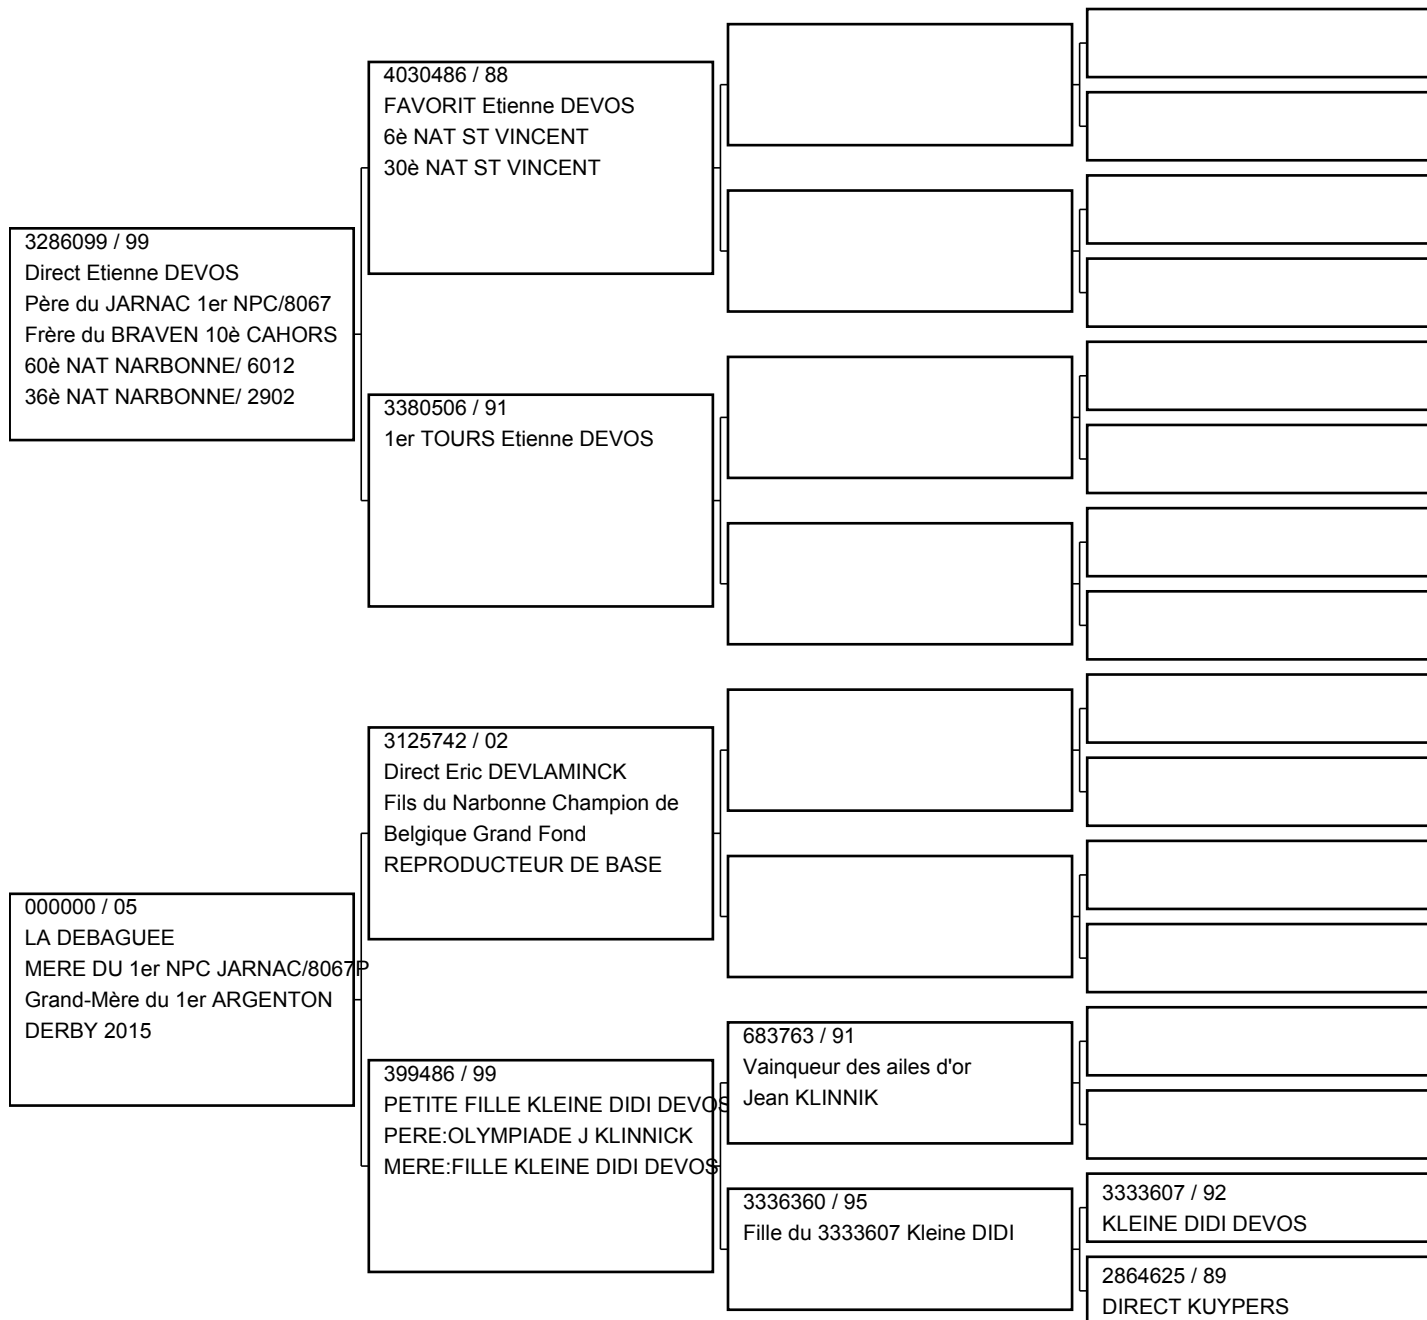 3286099 / 99
Direct Etienne DEVOS
Père du JARNAC 1er NPC/8067
Frère du BRAVEN 10è CAHORS
60è NAT NARBONNE/ 6012
36è NAT NARBONNE/ 2902
4030486 / 88
FAVORIT Etienne DEVOS
6è NAT ST VINCENT
30è NAT ST VINCENT
3380506 / 91
1er TOURS Etienne DEVOS
000000 / 05
LA DEBAGUEE
MERE DU 1er NPC JARNAC/8067P
Grand-Mère du 1er ARGENTON
DERBY 2015
3125742 / 02
Direct Eric DEVLAMINCK
Fils du Narbonne Champion de
Belgique Grand Fond
REPRODUCTEUR DE BASE
399486 / 99
PETITE FILLE KLEINE DIDI DEVOS
PERE:OLYMPIADE J KLINNICK
MERE:FILLE KLEINE DIDI DEVOS
683763 / 91
Vainqueur des ailes d'or
Jean KLINNIK
3336360 / 95
Fille du 3333607 Kleine DIDI
3333607 / 92
KLEINE DIDI DEVOS
2864625 / 89
DIRECT KUYPERS